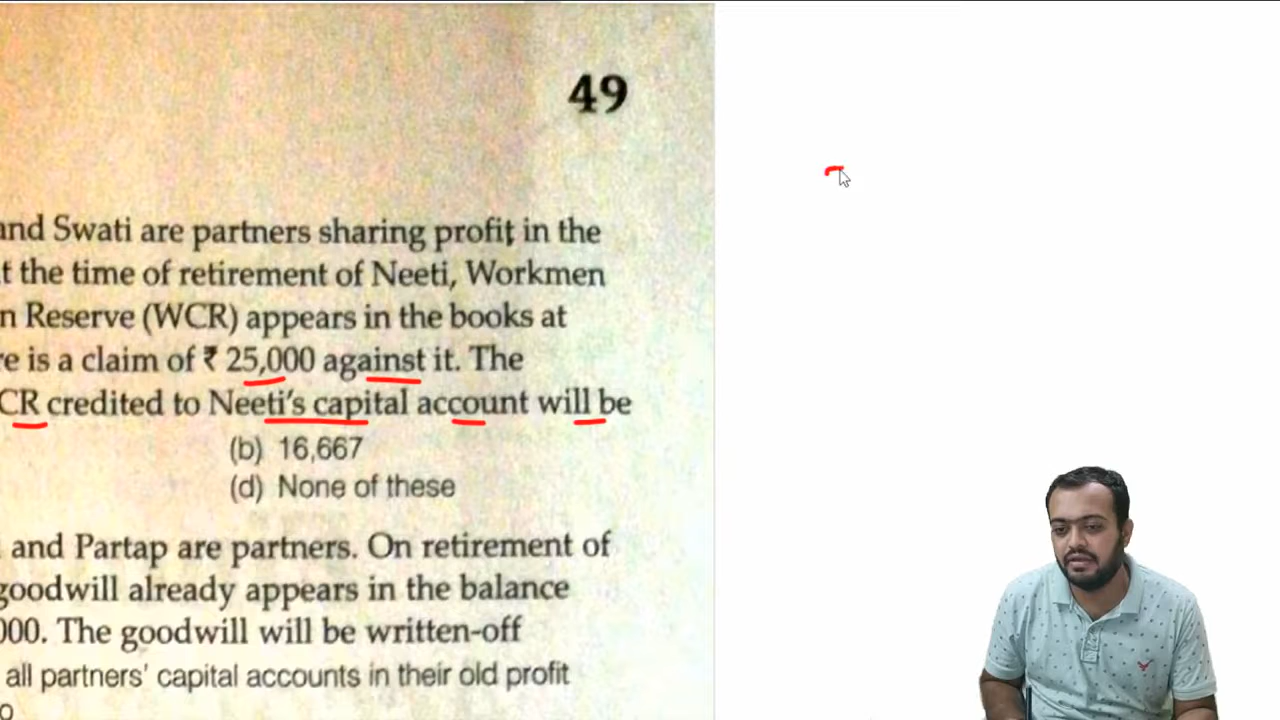 49
and Swati are partners sharing profit in the
t the time of retirement of Neeti, Workmen
n Reserve (WCR) appears in the books at
re is a claim of ₹ 25,000 against it. The
CR credited to Neeti's capital account will be
(b) 16,667
(d) None of these
and Partap are partners. On retirement of
goodwill already appears in the balance
000. The goodwill will be written-off
all partners' capital accounts in their old profit
o